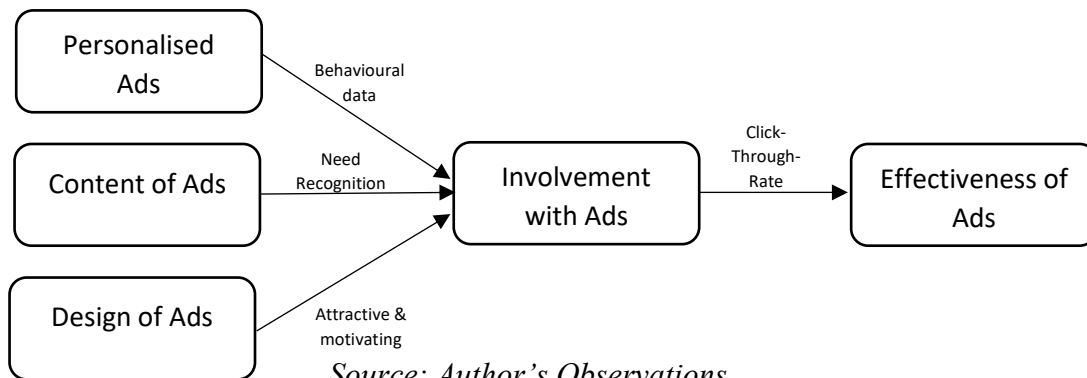 Personalised
Ads
Behavioural
data
Content of Ads
Need
Recognition
Involvement
with Ads
Click-
Through-
Rate
Effectiveness of
Ads
Design of Ads
Attractive &
motivating
Source: Author's Observations